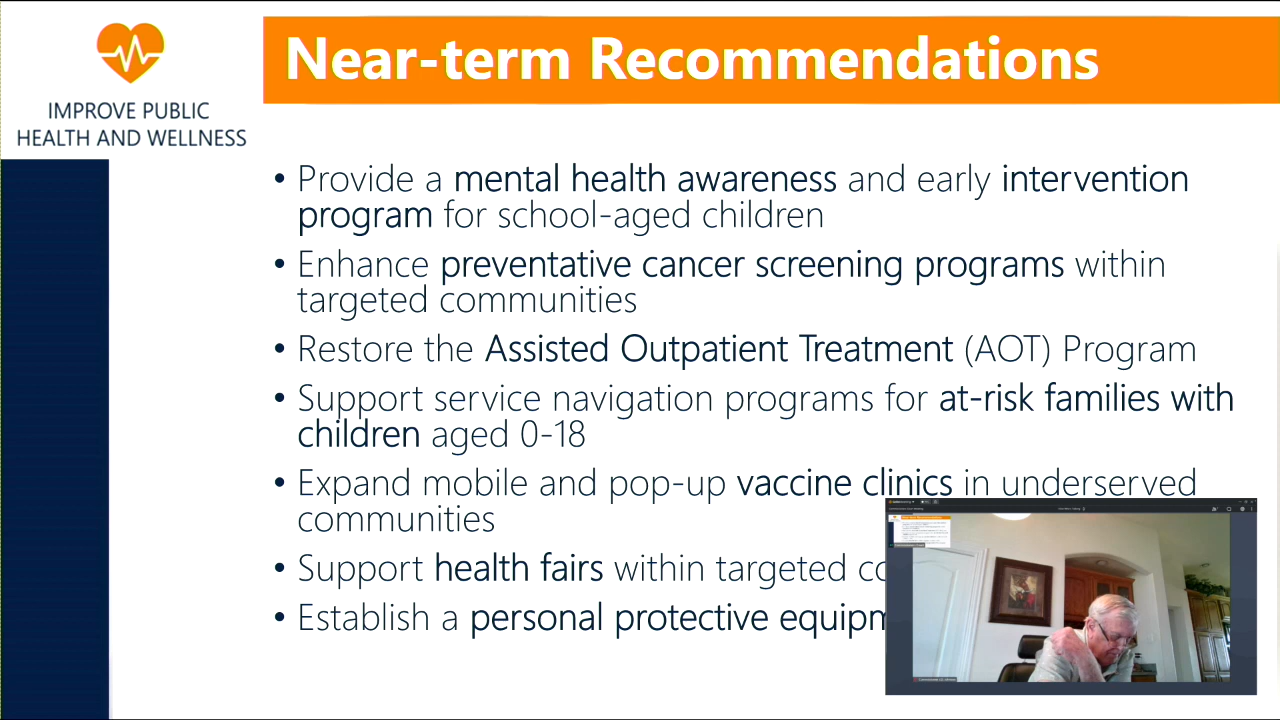 Near-term Recommendations
IMPROVE PUBLIC
HEALTH AND WELLNESS
• Provide a mental health awareness and early intervention
program for school-aged children
• Enhance preventative cancer screening programs within
targeted communities
• Restore the Assisted Outpatient Treatment (AOT) Program
• Support service navigation programs for at-risk families with
children aged 0-18
• Expand mobile and pop-up vaccine clinics in underserved
communities
• Support health fairs within targeted
• Establish a personal protective
Near-term Recommendations